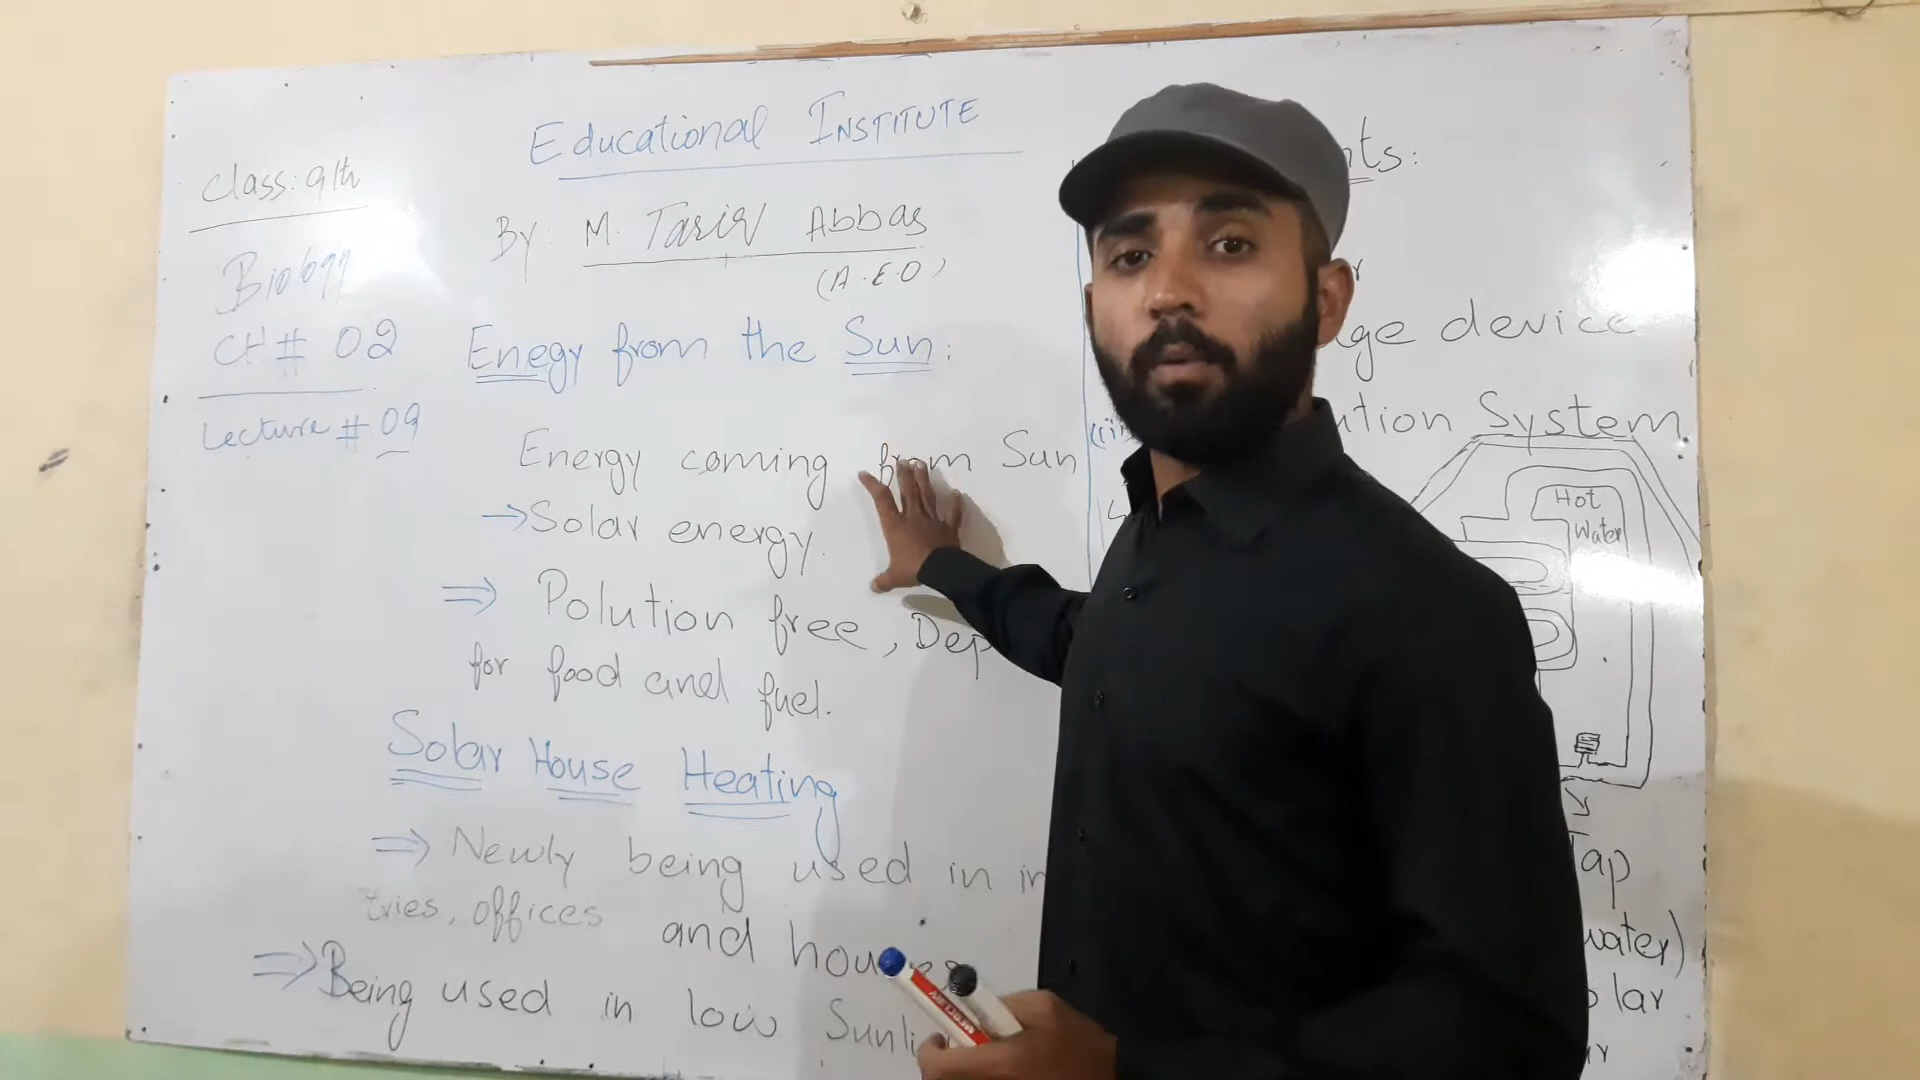 Educational INSTITUTE
Class: 9th
By: M. Tariq Abbas
(A.E.O)
Biology
CH# 02
Lecture # 09
Enegy from the Sun:
Energy coming from Sun
→Solar energy.
⇒ Polution free, Dep
for food and fuel.
Solar House Heating
⇒ Newly being used in in
tries, offices and houses
⇒Being used in low Sunli
nts:
r
ge device
(iii
ution System
Hot
Water
Tap
water)
lar
r